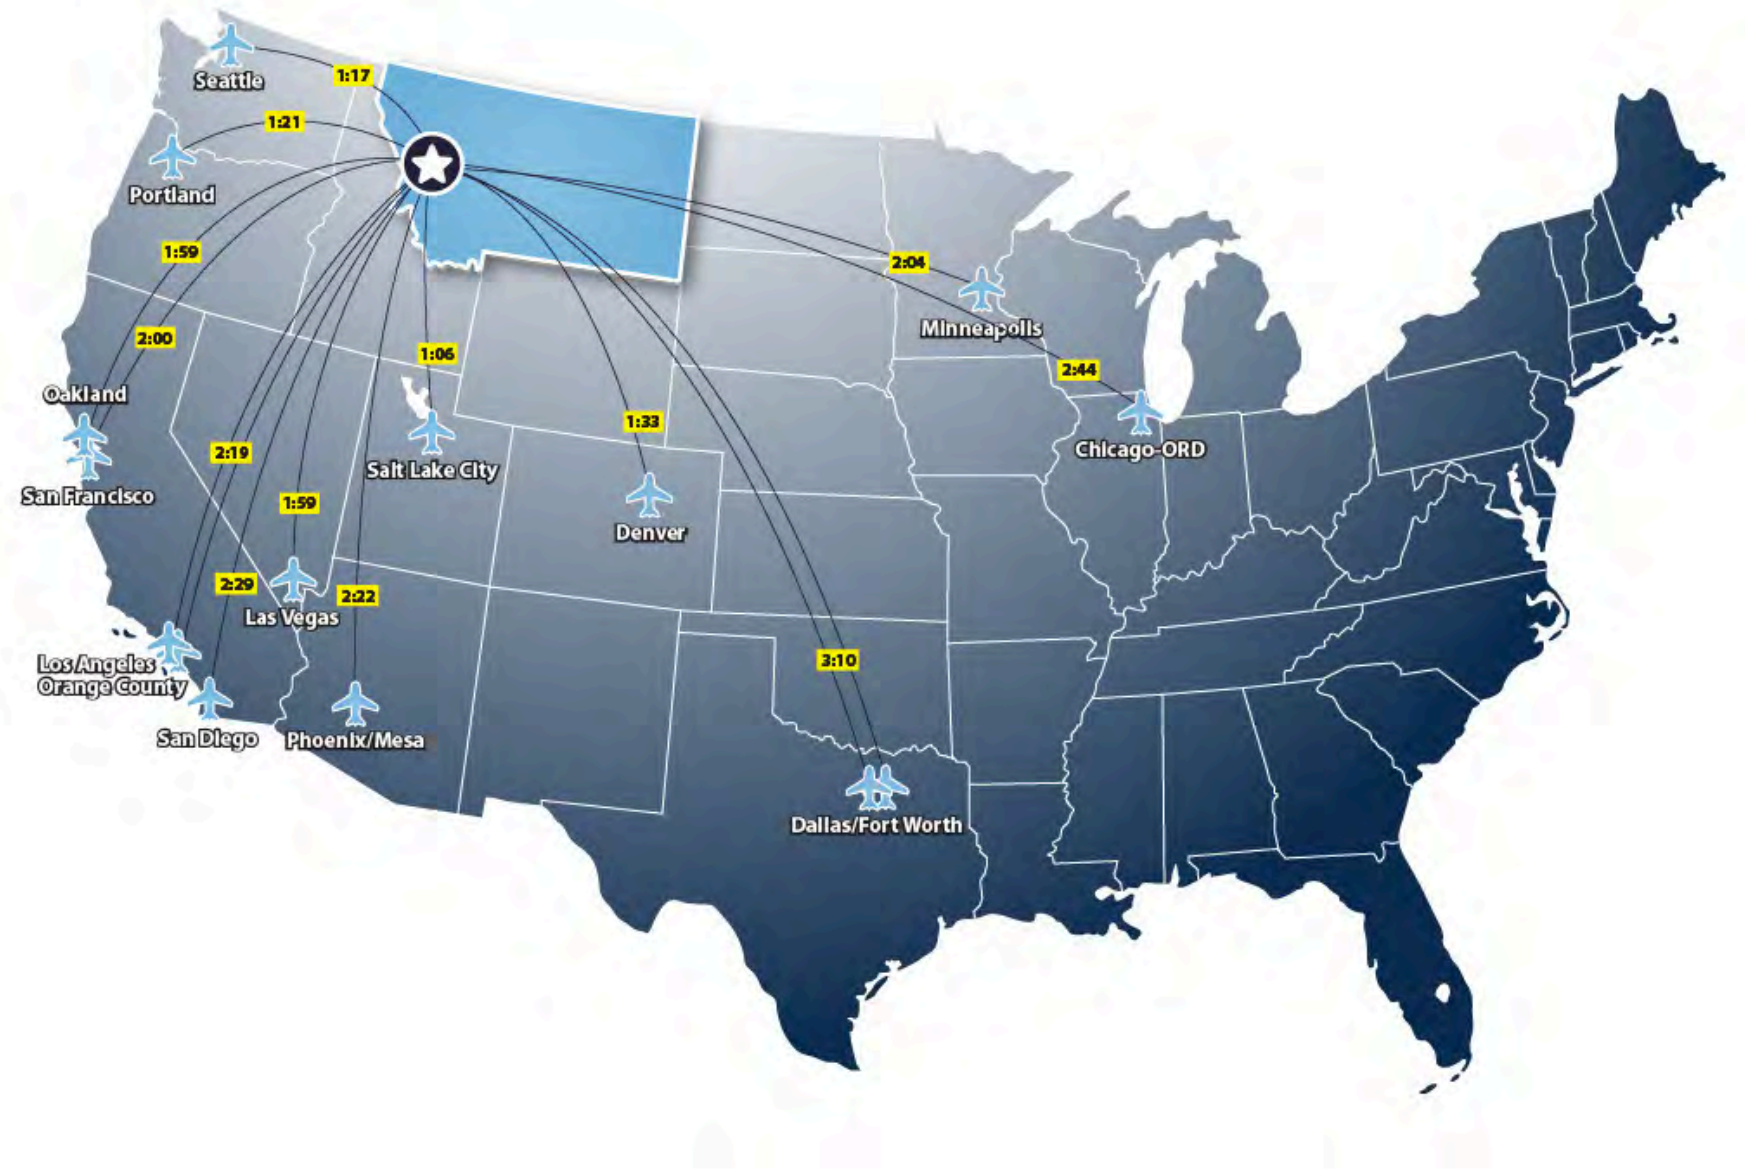 Seattle
1:17
1:21
Portland
1:59
2:04
Minneapolis
2:00
1:06
2:44
Oakland
1:33
Chicago-ORD
2:19
Salt Lake City
San Francisco
1:59
Denver
2:29
2:22
Las Vegas
Los Angeles
Orange County
3:10
San Diego
Phoenix/Mesa
Dallas/Fort Worth